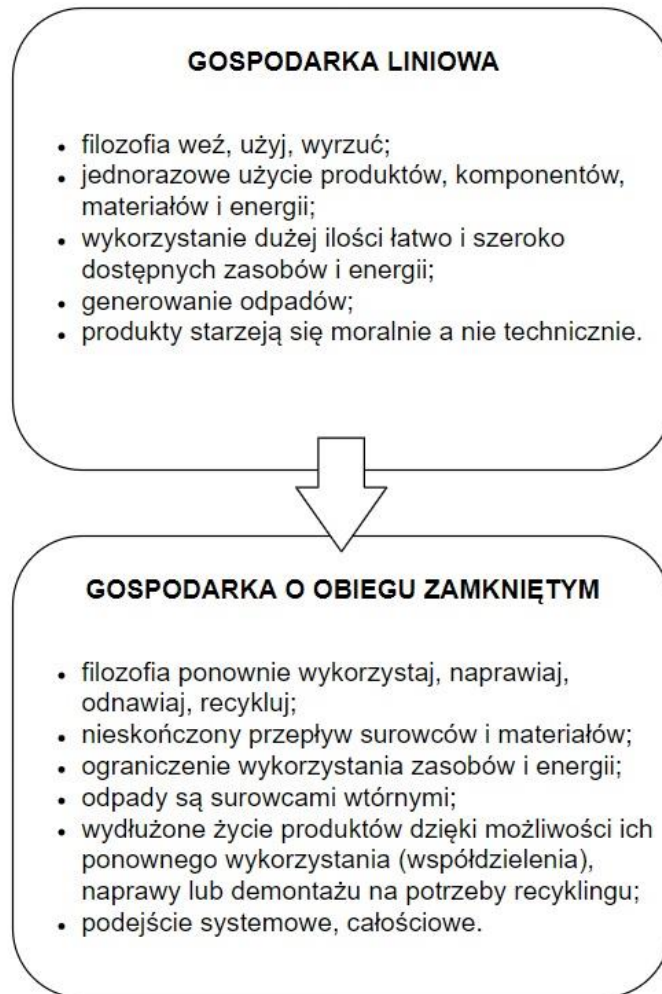 GOSPODARKA LINIOWA
• filozofia weź, użyj, wyrzuć;
• jednorazowe użycie produktów, komponentów,
materiałów i energii;
• wykorzystanie dużej ilości łatwo i szeroko
dostępnych zasobów i energii;
• generowanie odpadów;
• produkty starzeją się moralnie a nie technicznie.
GOSPODARKA O OBIEGU ZAMKNIĘTYM
• filozofia ponownie wykorzystaj, naprawiaj,
odnawiaj, recykluj;
• nieskończony przepływ surowców i materiałów;
• ograniczenie wykorzystania zasobów i energii;
• odpady są surowcami wtórnymi;
• wydłużone życie produktów dzięki możliwości ich
ponownego wykorzystania (współdzielenia),
naprawy lub demontażu na potrzeby recyklingu;
• podejście systemowe, całościowe.